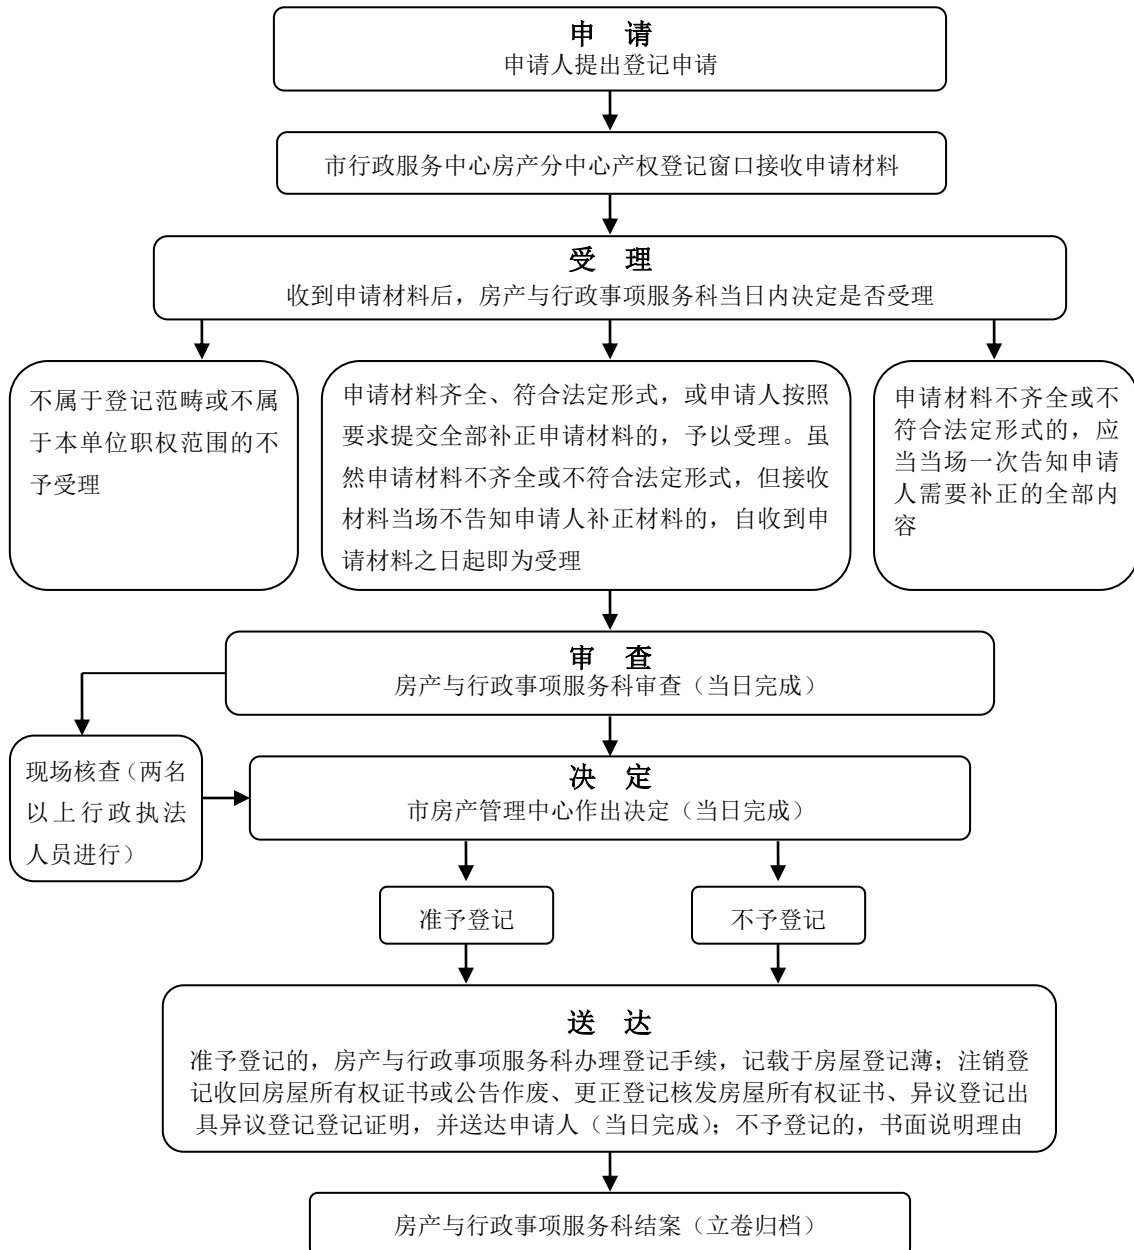 申　请
申请人提出登记申请
市行政服务中心房产分中心产权登记窗口接收申请材料
受　理
收到申请材料后，房产与行政事项服务科当日内决定是否受理
不属于登记范畴或不属
于本单位职权范围的不
予受理
申请材料齐全、符合法定形式，或申请人按照
要求提交全部补正申请材料的，予以受理。虽
然申请材料不齐全或不符合法定形式，但接收
材料当场不告知申请人补正材料的，自收到申
请材料之日起即为受理
申请材料不齐全或不
符合法定形式的，应
当当场一次告知申请
人需要补正的全部内
容
审　查
房产与行政事项服务科审查（当日完成）
现场核查（两名
以上行政执法
人员进行）
决　定
市房产管理中心作出决定（当日完成）
准予登记
不予登记
送　达
准予登记的，房产与行政事项服务科办理登记手续，记载于房屋登记薄；注销登
记收回房屋所有权证书或公告作废、更正登记核发房屋所有权证书、异议登记出
具异议登记登记证明，并送达申请人（当日完成）；不予登记的，书面说明理由
房产与行政事项服务科结案（立卷归档）